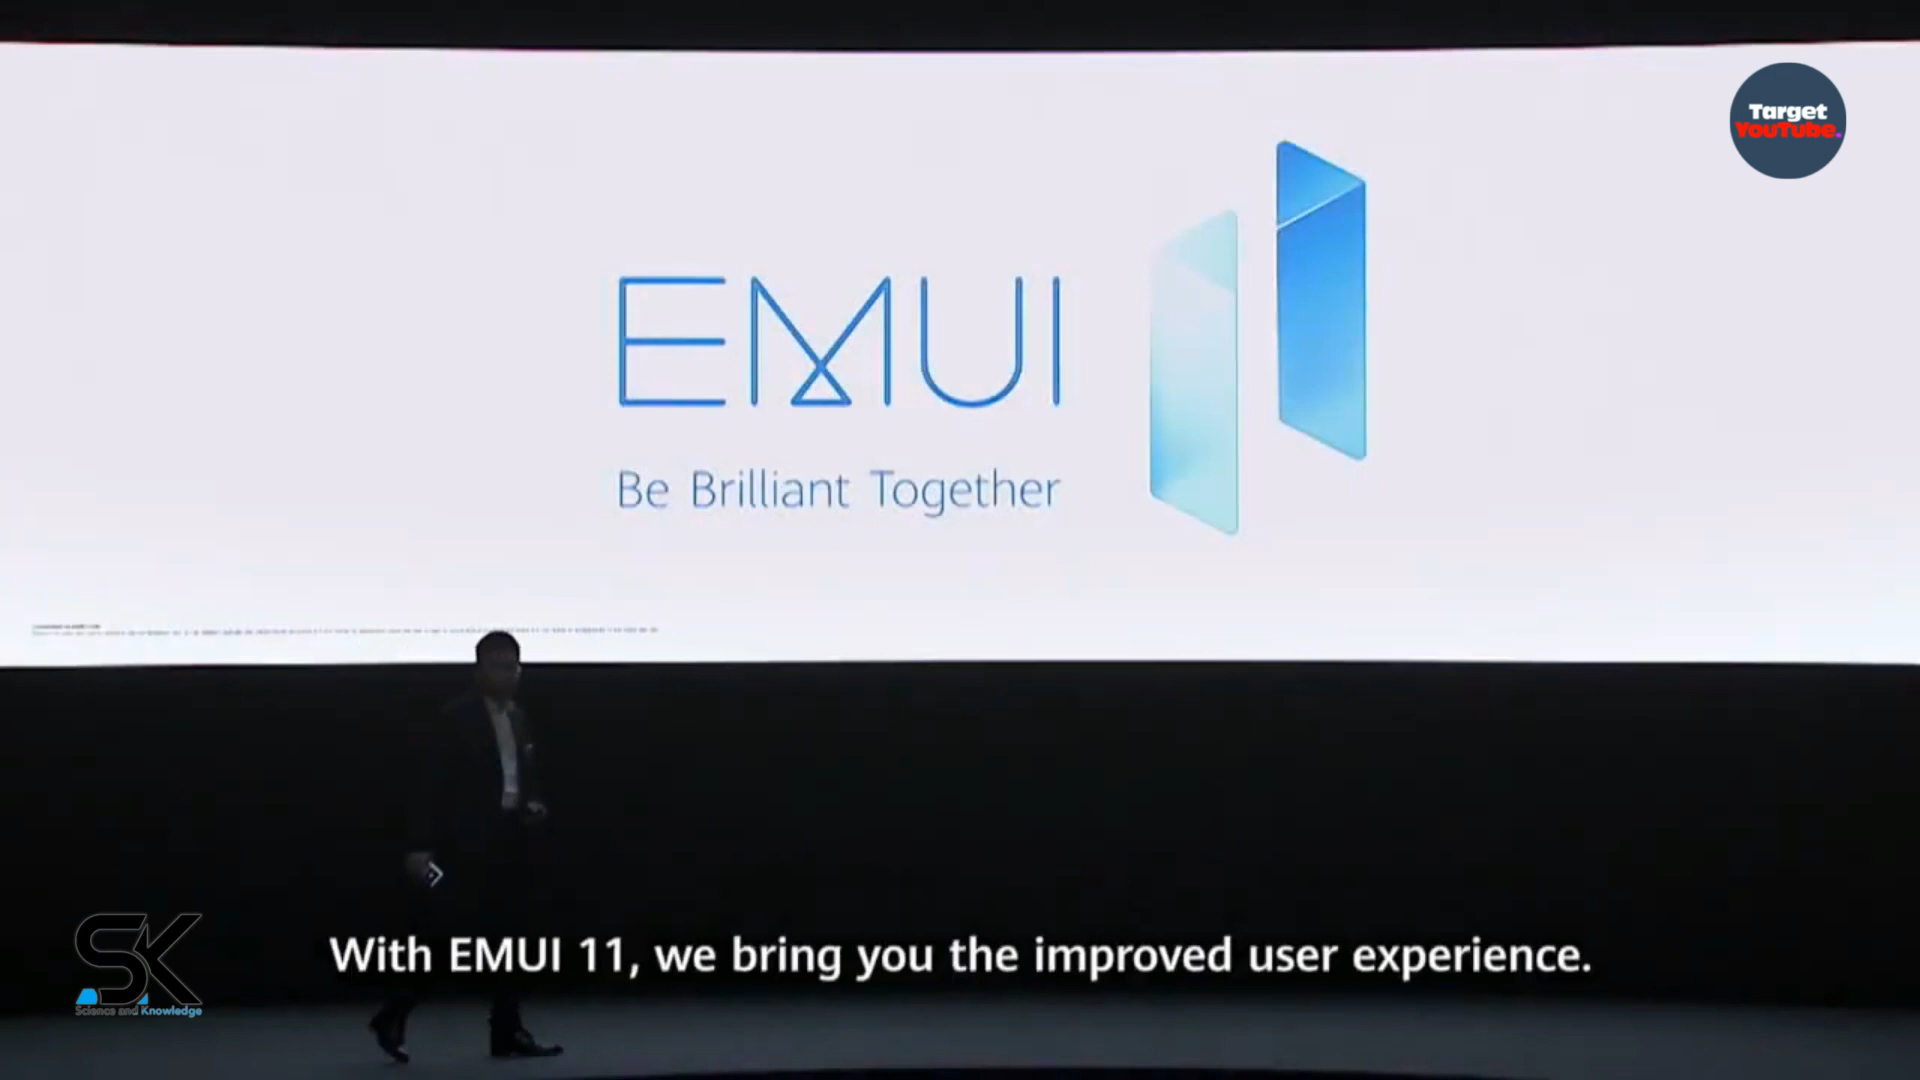 Target
YouTube.
EMUI
Be Brilliant Together
With EMUI 11, we bring you the improved user experience.
SK
Science and Knowledge